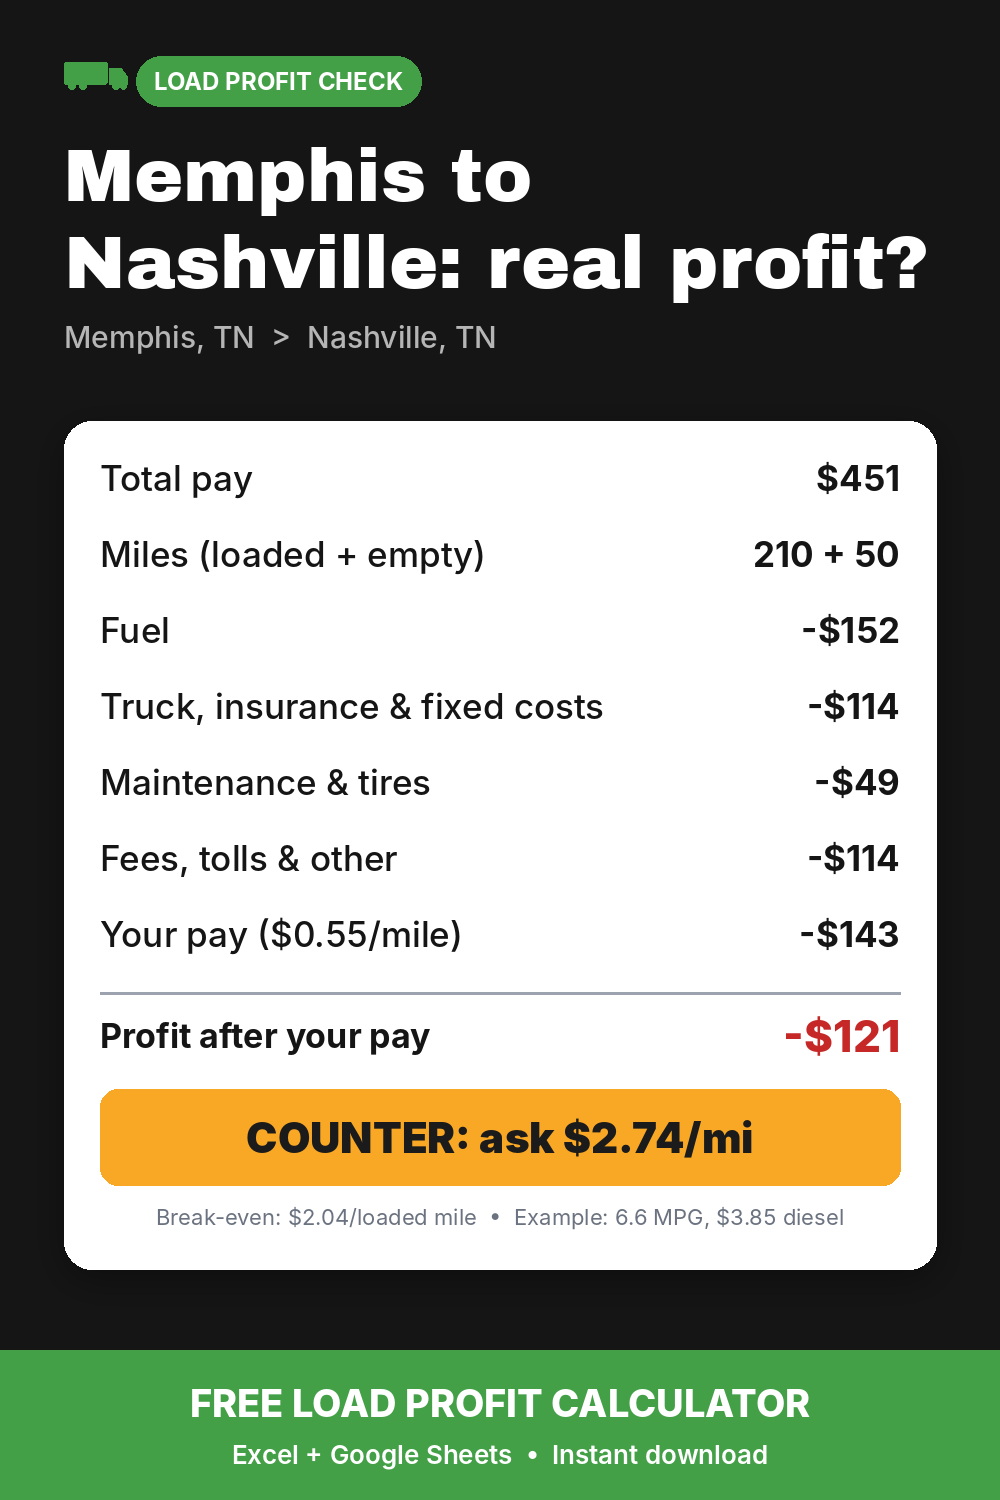 LOAD PROFIT CHECK
Memphis to
Nashville: real profit?
Memphis, TN > Nashville, TN
Total pay $451
Miles (loaded + empty) 210 + 50
Fuel -$152
Truck, insurance & fixed costs -$114
Maintenance & tires -$49
Fees, tolls & other -$114
Your pay ($0.55/mile) -$143
Profit after your pay -$121
COUNTER: ask $2.74/mi
Break-even: $2.04/loaded mile • Example: 6.6 MPG, $3.85 diesel
FREE LOAD PROFIT CALCULATOR
Excel + Google Sheets • Instant download